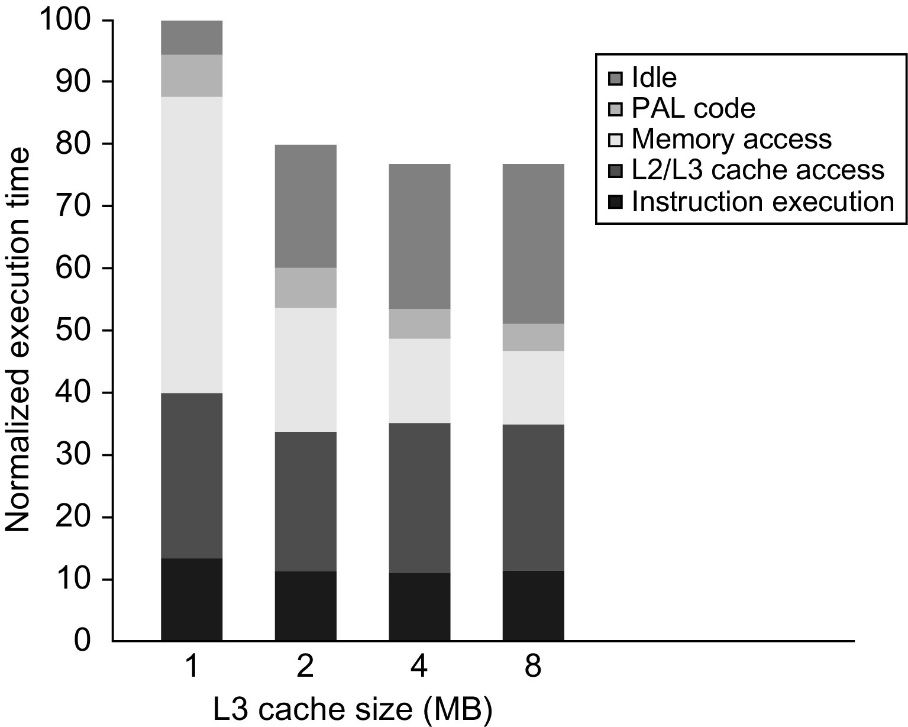 100
90
80
70
60
50
40
30
20
10
0
Normalized execution time
1 2 4 8
L3 cache size (MB)
Idle
PAL code
Memory access
L2/L3 cache access
Instruction execution